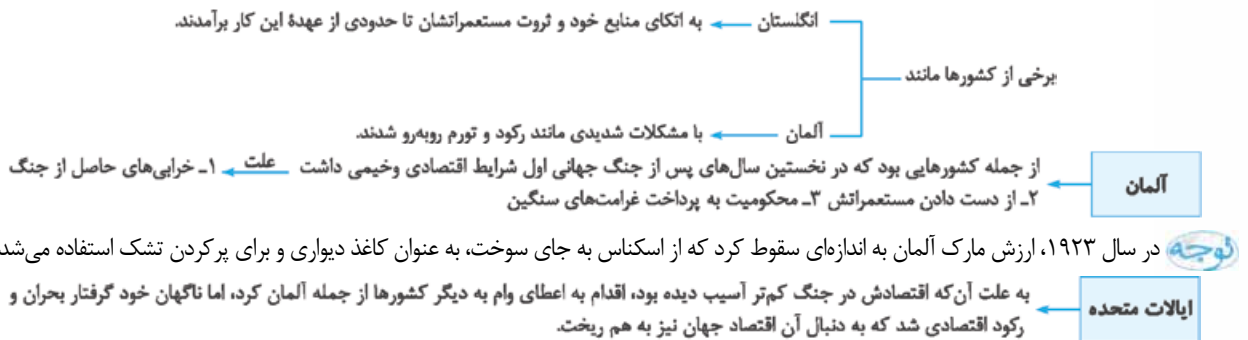 انگلستان به اتکای منابع خود و ثروت مستعمراتشان تا حدودی از عهدهٔ این کار برآمدند.
برخی از کشورها مانند
آلمان با مشکلات شدیدی مانند رکود و تورم روبه‌رو شدند.
آلمان از جمله کشورهایی بود که در نخستین سال‌های پس از جنگ جهانی اول شرایط اقتصادی وخیمی داشت علت ۱ـ خرابی‌های حاصل از جنگ
۲ـ از دست دادن مستعمراتش ۳ـ محکومیت به پرداخت غرامت‌های سنگین
توجه در سال ۱۹۲۳، ارزش مارک آلمان به اندازه‌ای سقوط کرد که از اسکناس به جای سوخت، به عنوان کاغذ دیواری و برای پرکردن تشک استفاده می‌شد
ایالات متحده به علت آن‌که اقتصادش در جنگ کم‌تر آسیب دیده بود، اقدام به اعطای وام به دیگر کشورها از جمله آلمان کرد، اما ناگهان خود گرفتار بحران و
رکود اقتصادی شد که به دنبال آن اقتصاد جهان نیز به هم ریخت.